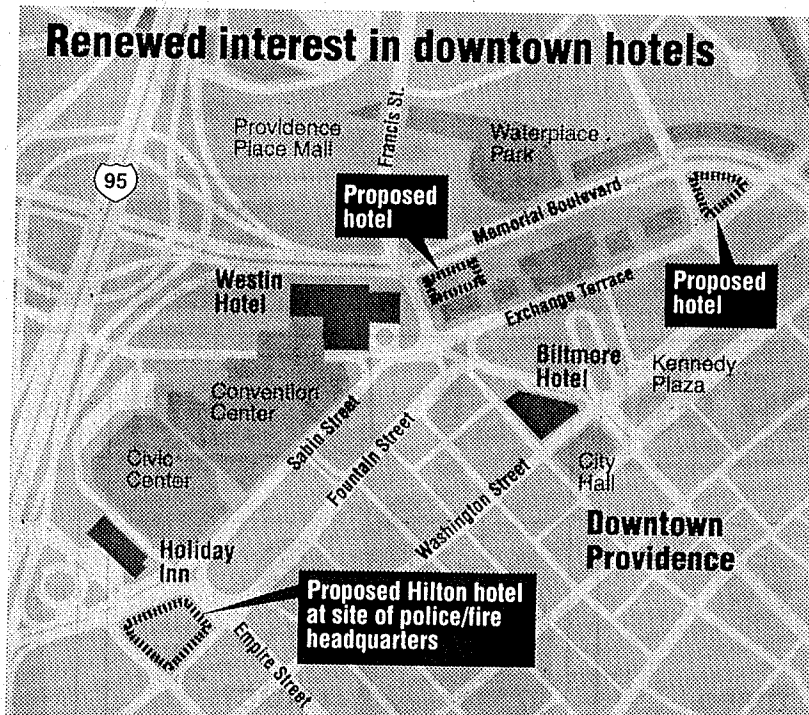 Renewed interest in downtown hotels
Providence
Place Mall
Francis St.
Waterplace
Park
95
Proposed
hotel
Memorial Boulevard
Westin
Hotel
Exchange Terrace
Proposed
hotel
Biltmore
Hotel
Kennedy
Plaza
Convention
Center
Sabin Street
Fountain Street
Civic
Center
Washington Street
City
Hall
Downtown
Providence
Holiday
Inn
Proposed Hilton hotel
at site of police/fire
headquarters
Empire Street